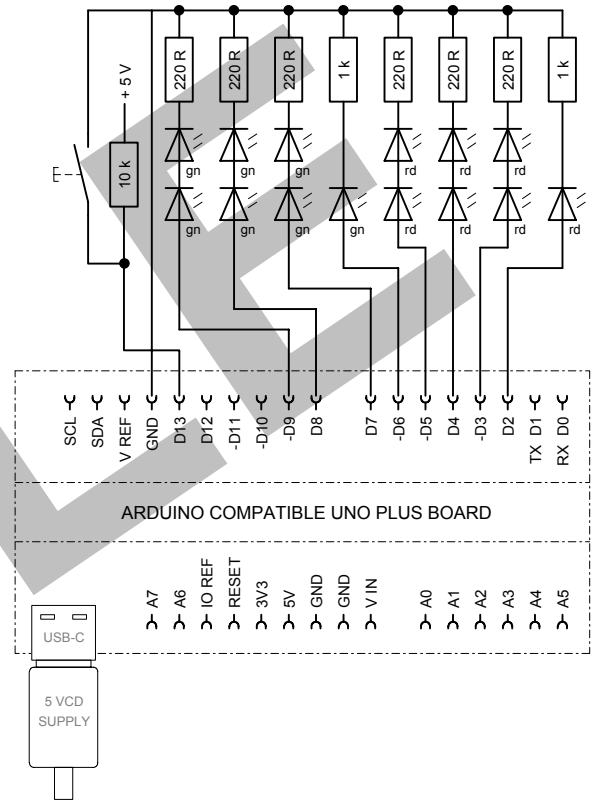 220 R
220 R
220 R
1 k
220 R
220 R
220 R
1 k
+ 5 V
10 k
gn
gn
gn
rd
rd
rd
gn
gn
gn
gn
rd
rd
rd
rd
SCL
SDA
V REF
GND
D13
D12
-D11
-D10
-D9
D8
D7
-D6
-D5
D4
-D3
D2
TX D1
RX D0
ARDUINO COMPATIBLE UNO PLUS BOARD
A7
A6
IO REF
RESET
3V3
5V
GND
GND
V IN
A0
A1
A2
A3
A4
A5
USB-C
5 VCD
SUPPLY